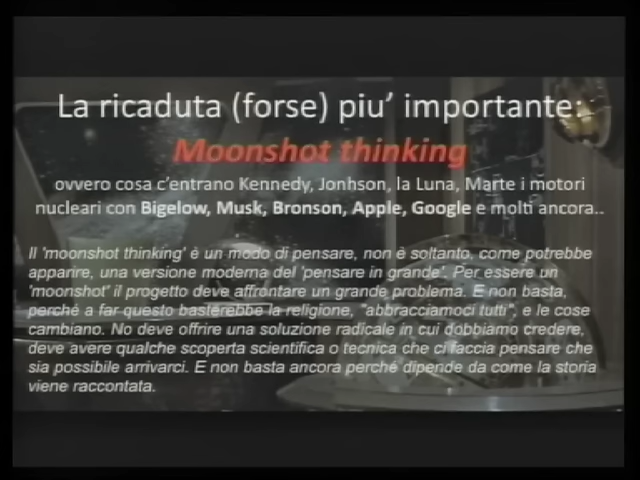 La ricaduta (forse) piu' importante:
Moonshot thinking
ovvero cosa c'entrano Kennedy, Jonhson, la Luna, Marte i motori
nucleari con Bigelow, Musk, Bronson, Apple, Google e molti ancora..
Il 'moonshot thinking' è un modo di pensare, non è soltanto, come potrebbe
apparire, una versione moderna del 'pensare in grande'. Per essere un
'moonshot' il progetto deve affrontare un grande problema. E non basta,
perché a far questo basterebbe la religione, "abbracciamoci tutti", e le cose
cambiano. No deve offrire una soluzione radicale in cui dobbiamo credere,
deve avere qualche scoperta scientifica o tecnica che ci faccia pensare che
sia possibile arrivarci. E non basta ancora perché dipende da come la storia
viene raccontata.